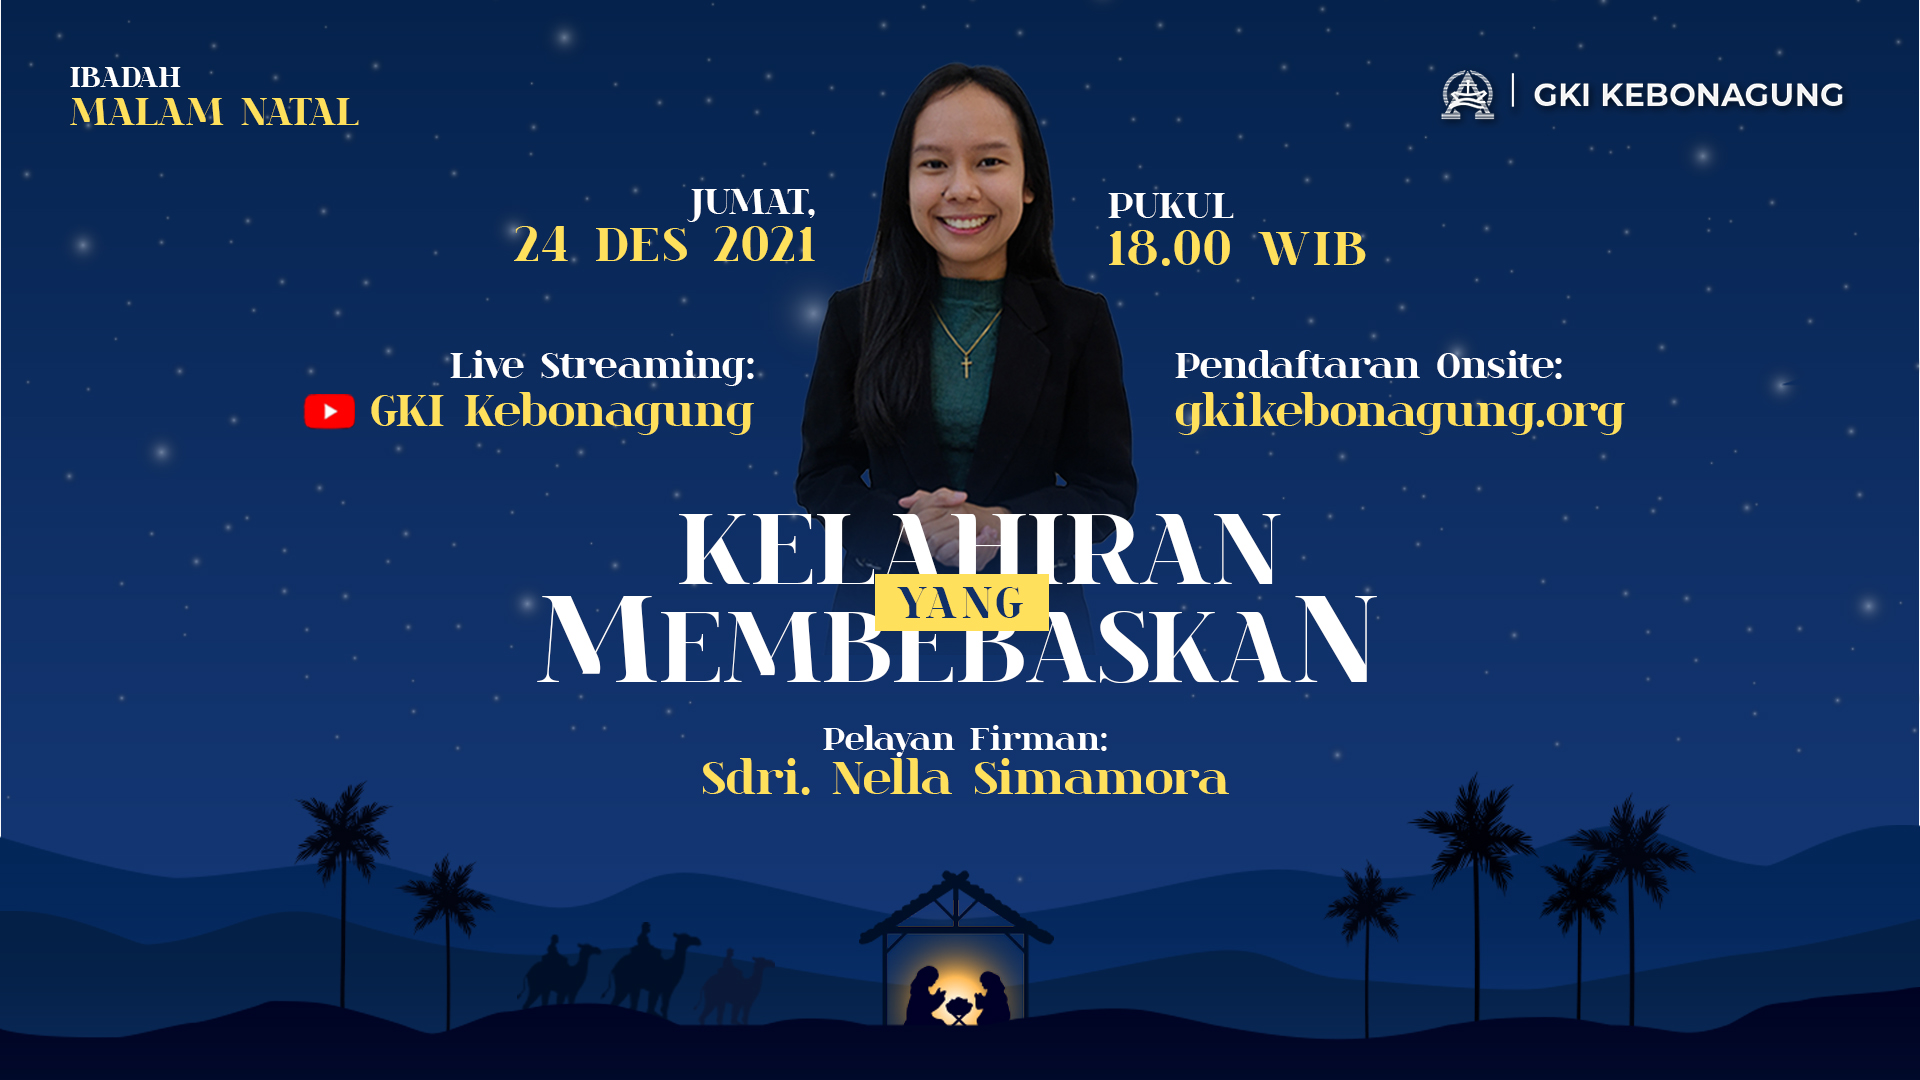 IBADAH
MALAM NATAL
GKI KEBONAGUNG
JUMAT,
24 DES 2021
PUKUL
18.00 WIB
Live Streaming:
GKI Kebonagung
Pendaftaran Onsite:
gkikebonagung.org
KELAHIRAN
YANG
MEMBEBASKAN
Pelayan Firman:
Sdri. Nella Simamora